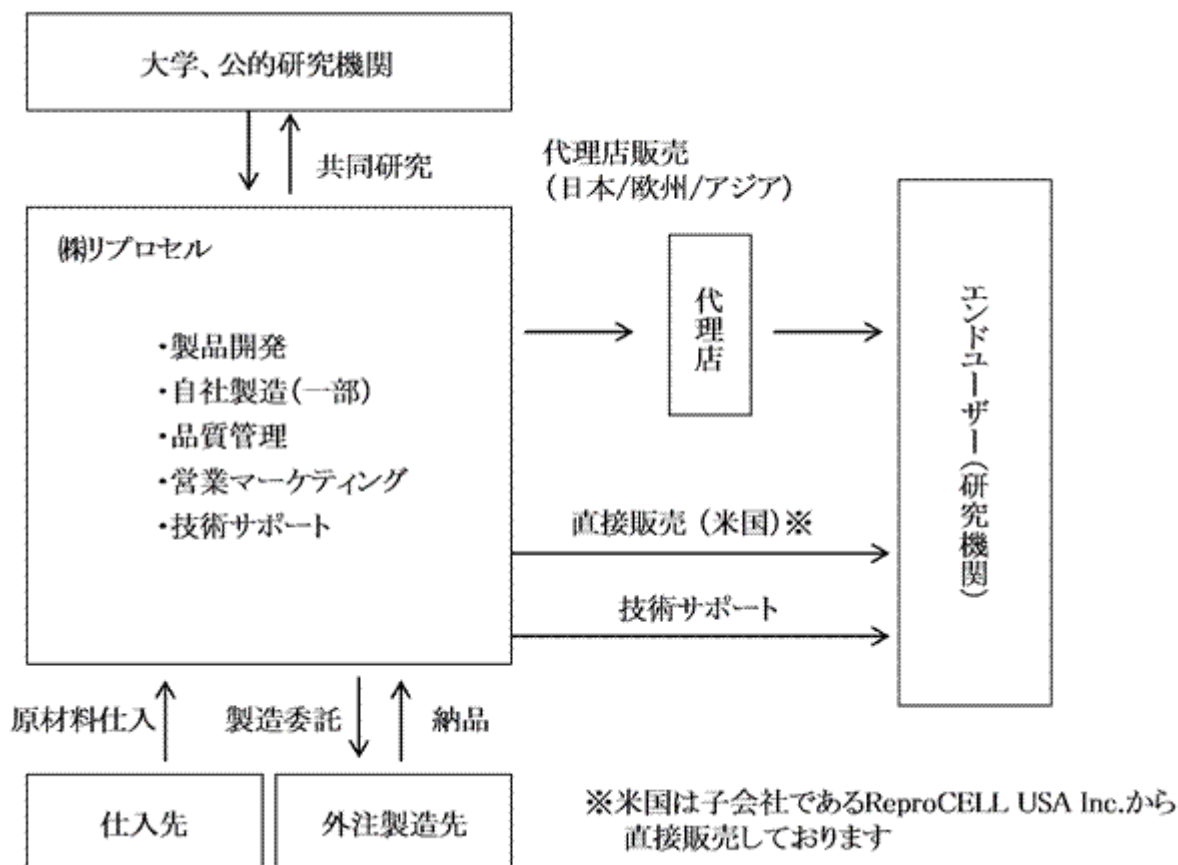 大学、公的研究機関
共同研究
代理店販売
(日本/欧州/アジア)
㈱リプロセル
・製品開発
・自社製造(一部)
・品質管理
・営業マーケティング
・技術サポート
代理店
エンドユーザー(研究機関)
直接販売 (米国)※
技術サポート
原材料仕入
製造委託
納品
仕入先
外注製造先
※米国は子会社であるReproCELL USA Inc.から
直接販売しております